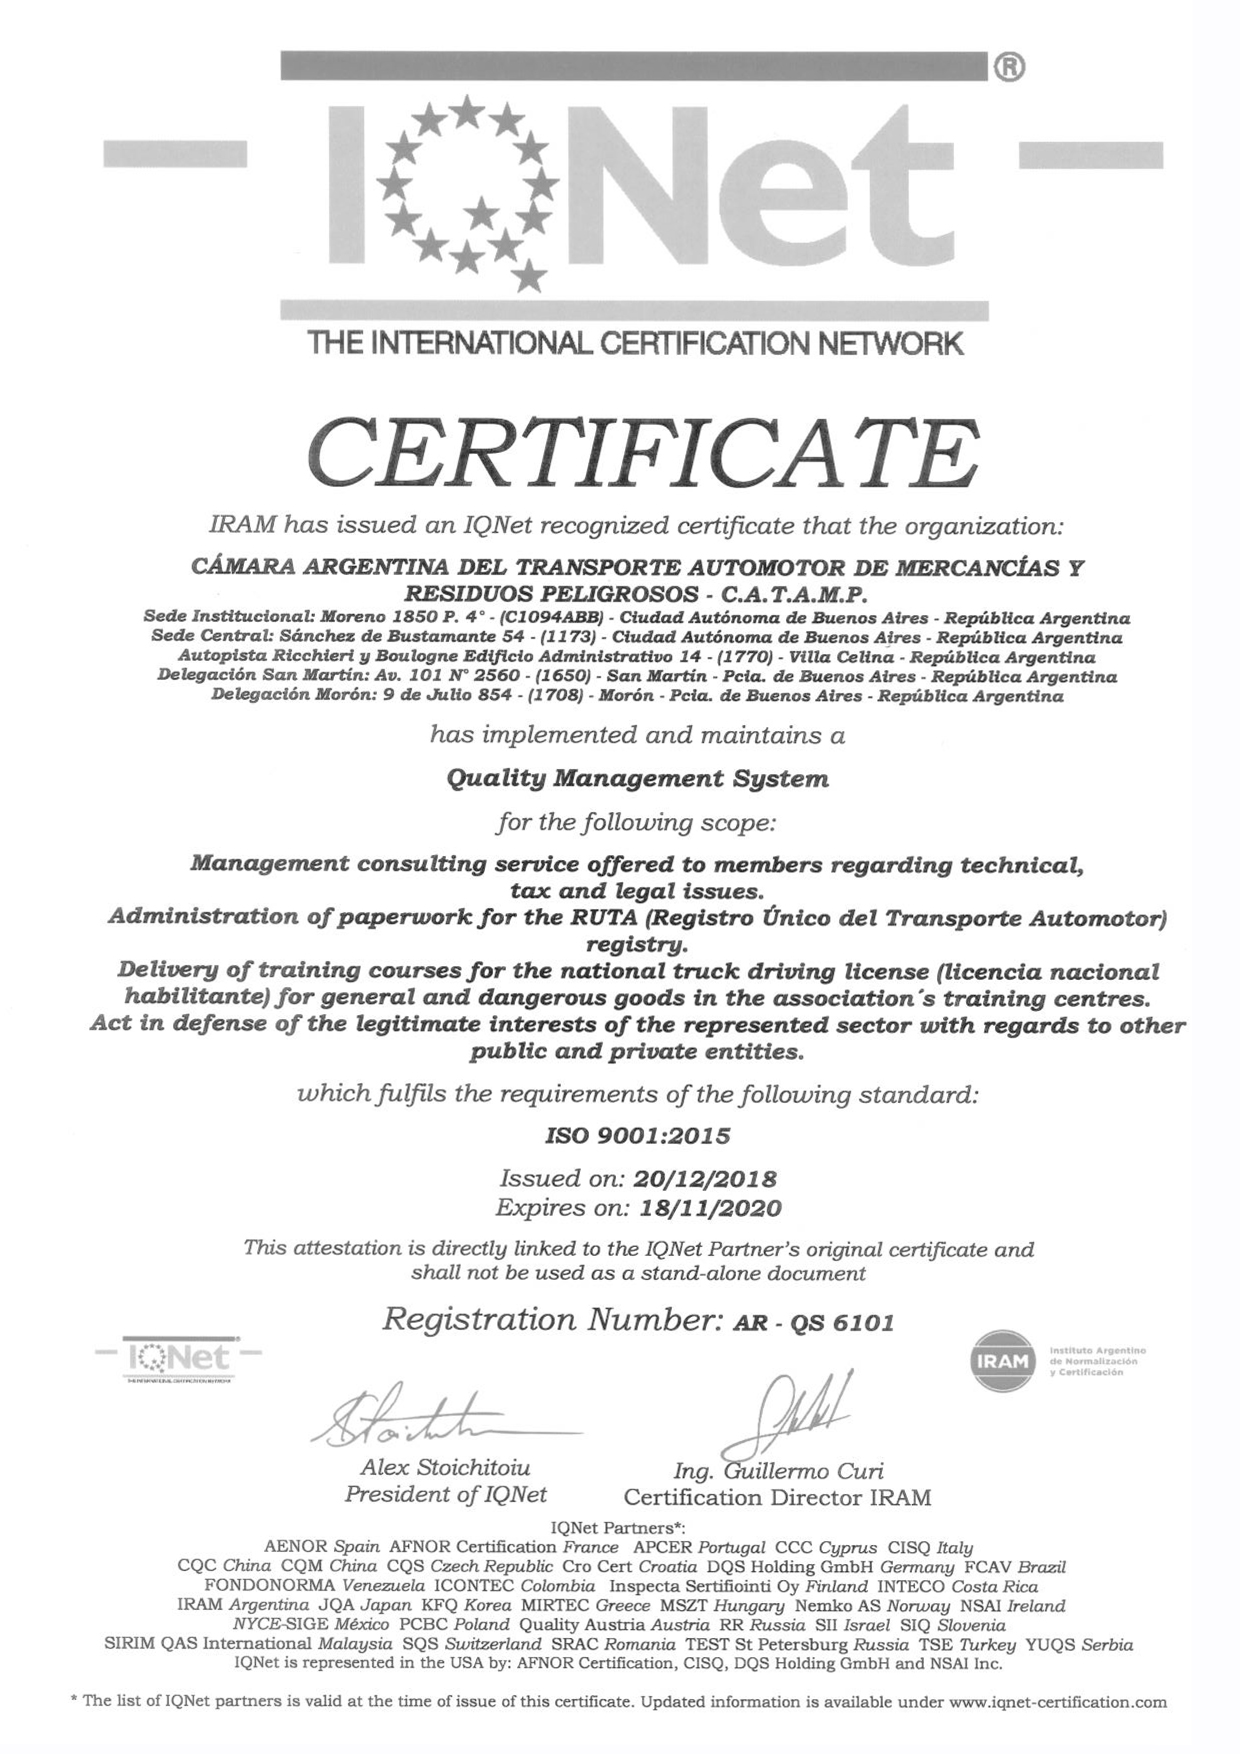 IQNet ®
THE INTERNATIONAL CERTIFICATION NETWORK
CERTIFICATE
IRAM has issued an IQNet recognized certificate that the organization:
CÁMARA ARGENTINA DEL TRANSPORTE AUTOMOTOR DE MERCANCÍAS Y
RESIDUOS PELIGROSOS - C.A.T.A.M.P.
Sede Institucional: Moreno 1850 P. 4° - (C1094ABB) - Ciudad Autónoma de Buenos Aires - República Argentina
Sede Central: Sánchez de Bustamante 54 - (1173) - Ciudad Autónoma de Buenos Aires - República Argentina
Autopista Ricchieri y Boulogne Edificio Administrativo 14 - (1770) - Villa Celina - República Argentina
Delegación San Martín: Av. 101 N° 2560 - (1650) - San Martín - Pcia. de Buenos Aires - República Argentina
Delegación Morón: 9 de Julio 854 - (1708) - Morón - Pcia. de Buenos Aires - República Argentina
has implemented and maintains a
Quality Management System
for the following scope:
Management consulting service offered to members regarding technical,
tax and legal issues.
Administration of paperwork for the RUTA (Registro Único del Transporte Automotor)
registry.
Delivery of training courses for the national truck driving license (licencia nacional
habilitante) for general and dangerous goods in the association´s training centres.
Act in defense of the legitimate interests of the represented sector with regards to other
public and private entities.
which fulfils the requirements of the following standard:
ISO 9001:2015
Issued on: 20/12/2018
Expires on: 18/11/2020
This attestation is directly linked to the IQNet Partner's original certificate and
shall not be used as a stand-alone document
Registration Number: AR - QS 6101
IQNet ®
THE INTERNATIONAL CERTIFICATION NETWORK
IRAM
Instituto Argentino
de Normalización
y Certificación
Alex Stoichitoiu
President of IQNet
Ing. Guillermo Curi
Certification Director IRAM
IQNet Partners*:
AENOR Spain AFNOR Certification France APCER Portugal CCC Cyprus CISQ Italy
CQC China CQM China CQS Czech Republic Cro Cert Croatia DQS Holding GmbH Germany FCAV Brazil
FONDONORMA Venezuela ICONTEC Colombia Inspecta Sertifiointi Oy Finland INTECO Costa Rica
IRAM Argentina JQA Japan KFQ Korea MIRTEC Greece MSZT Hungary Nemko AS Norway NSAI Ireland
NYCE-SIGE México PCBC Poland Quality Austria Austria RR Russia SII Israel SIQ Slovenia
SIRIM QAS International Malaysia SQS Switzerland SRAC Romania TEST St Petersburg Russia TSE Turkey YUQS Serbia
IQNet is represented in the USA by: AFNOR Certification, CISQ, DQS Holding GmbH and NSAI Inc.
* The list of IQNet partners is valid at the time of issue of this certificate. Updated information is available under www.iqnet-certification.com